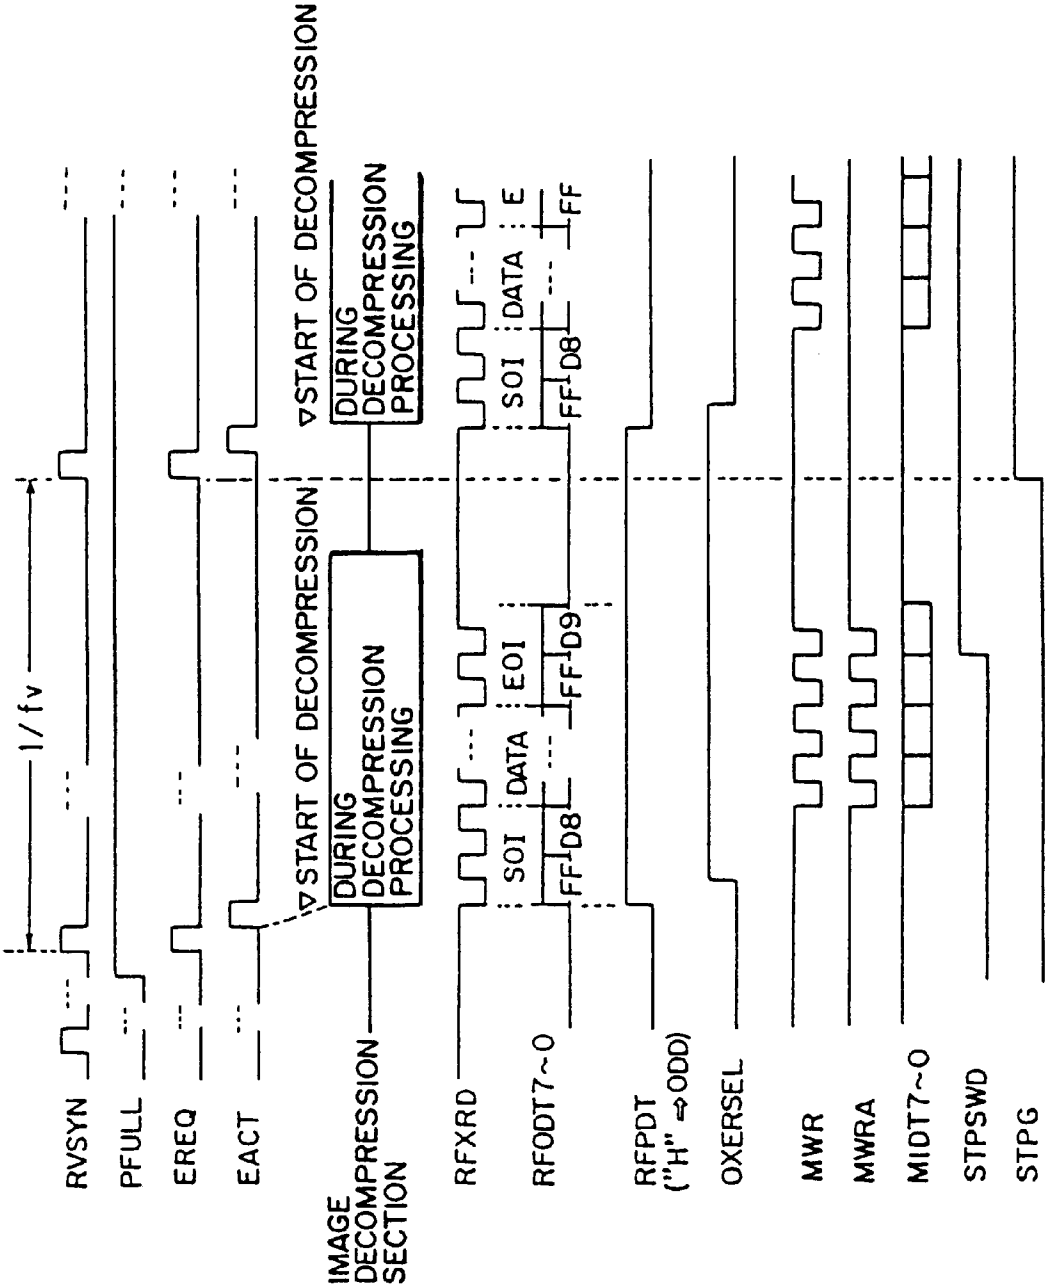 1/fv
RVSYN
PFULL
EREQ
EACT
▽START OF DECOMPRESSION
▽START OF DECOMPRESSION
IMAGE
DECOMPRESSION
SECTION
DURING
DECOMPRESSION
PROCESSING
DURING
DECOMPRESSION
PROCESSING
RFXRD
SOI DATA EOI SOI DATA E
RFODT7~0
FF D8 FF D9 FF D8 FF
RFPDT
("H" ⇨ODD)
OXERSEL
MWR
MWRA
MIDT7~0
STPSWD
STPG